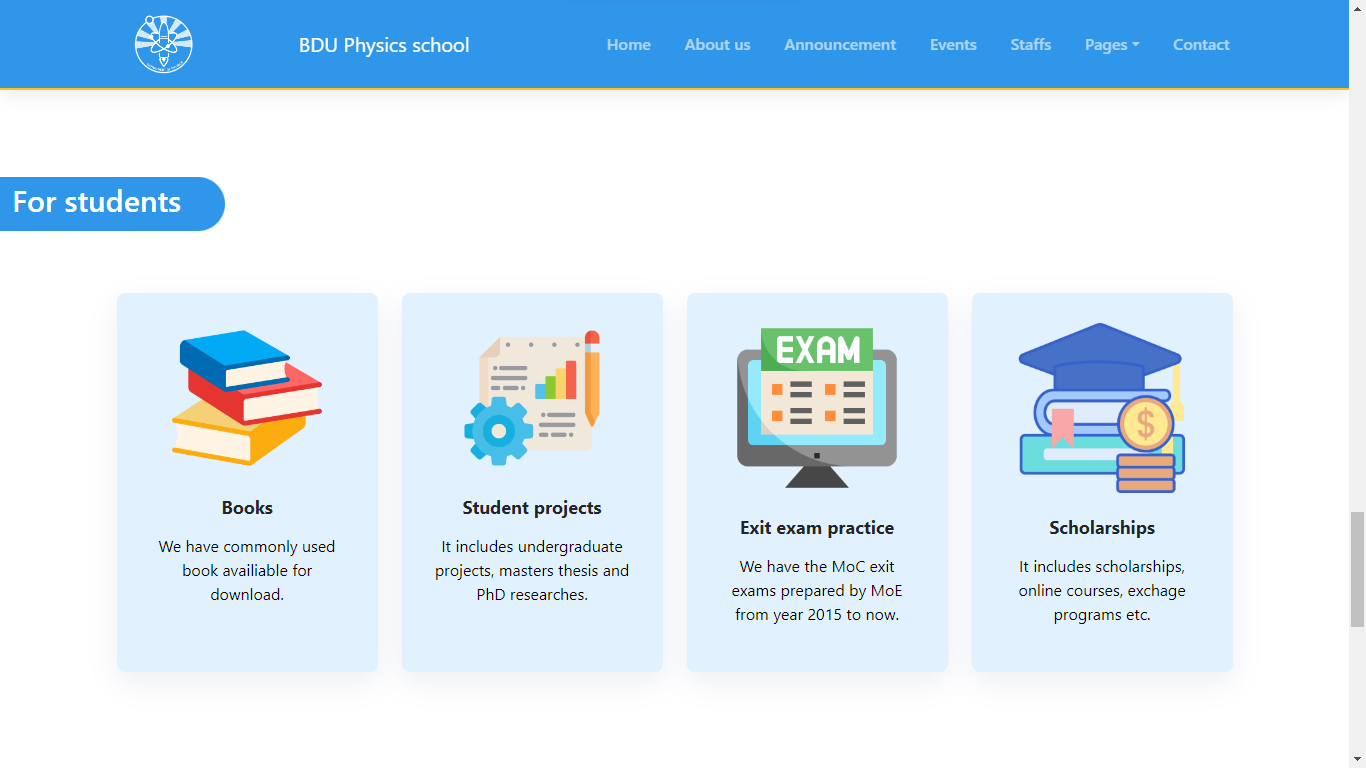 BDU Physics school
Home
About us
Announcement
Events
Staffs
Pages
Contact
For students
EXAM
Books
We have commonly used
book availiable for
download.
Student projects
It includes undergraduate
projects, masters thesis and
PhD researches.
Exit exam practice
We have the MoC exit
exams prepared by MoE
from year 2015 to now.
$
Scholarships
It includes scholarships,
online courses, exchage
programs etc.